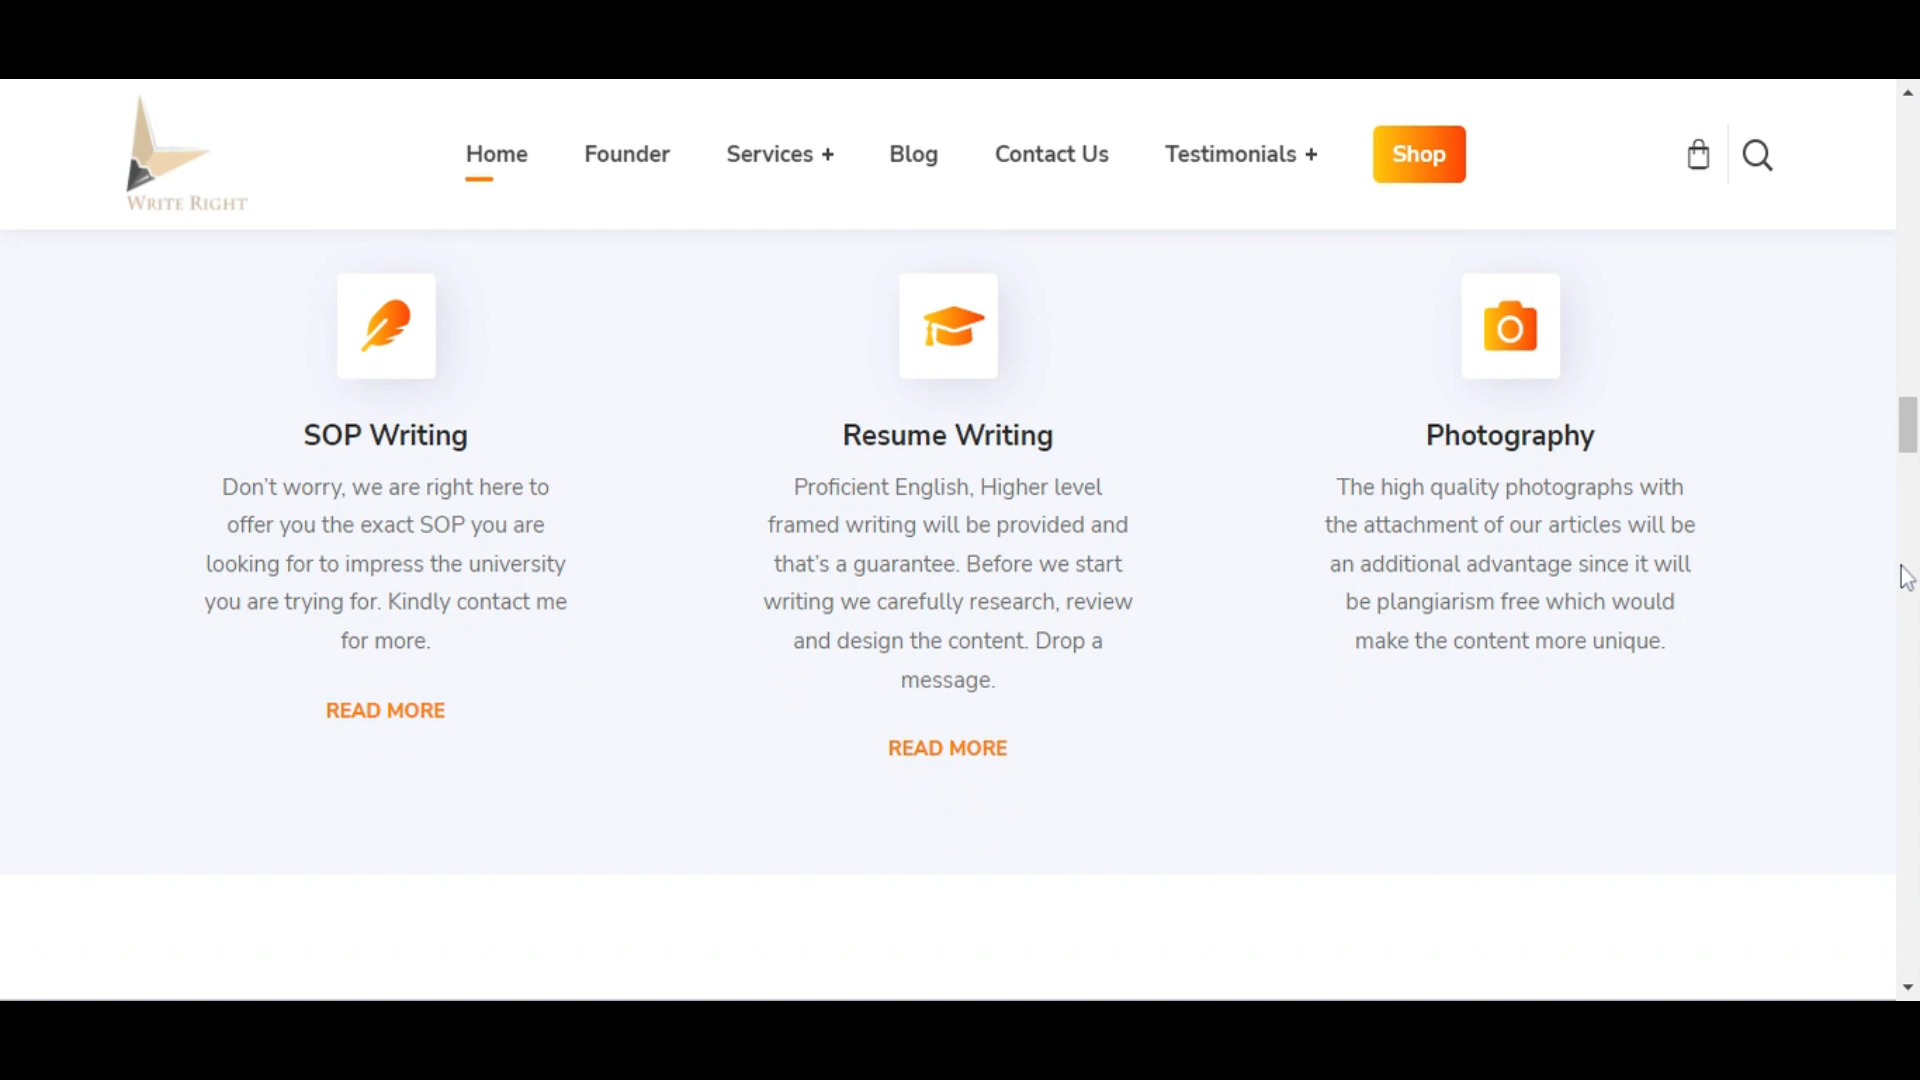 WRITE RIGHT
Home
Founder
Services +
Blog
Contact Us
Testimonials +
Shop
SOP Writing
Don't worry, we are right here to
offer you the exact SOP you are
looking for to impress the university
you are trying for. Kindly contact me
for more.
READ MORE
Resume Writing
Proficient English, Higher level
framed writing will be provided and
that's a guarantee. Before we start
writing we carefully research, review
and design the content. Drop a
message.
READ MORE
Photography
The high quality photographs with
the attachment of our articles will be
an additional advantage since it will
be plangiarism free which would
make the content more unique.